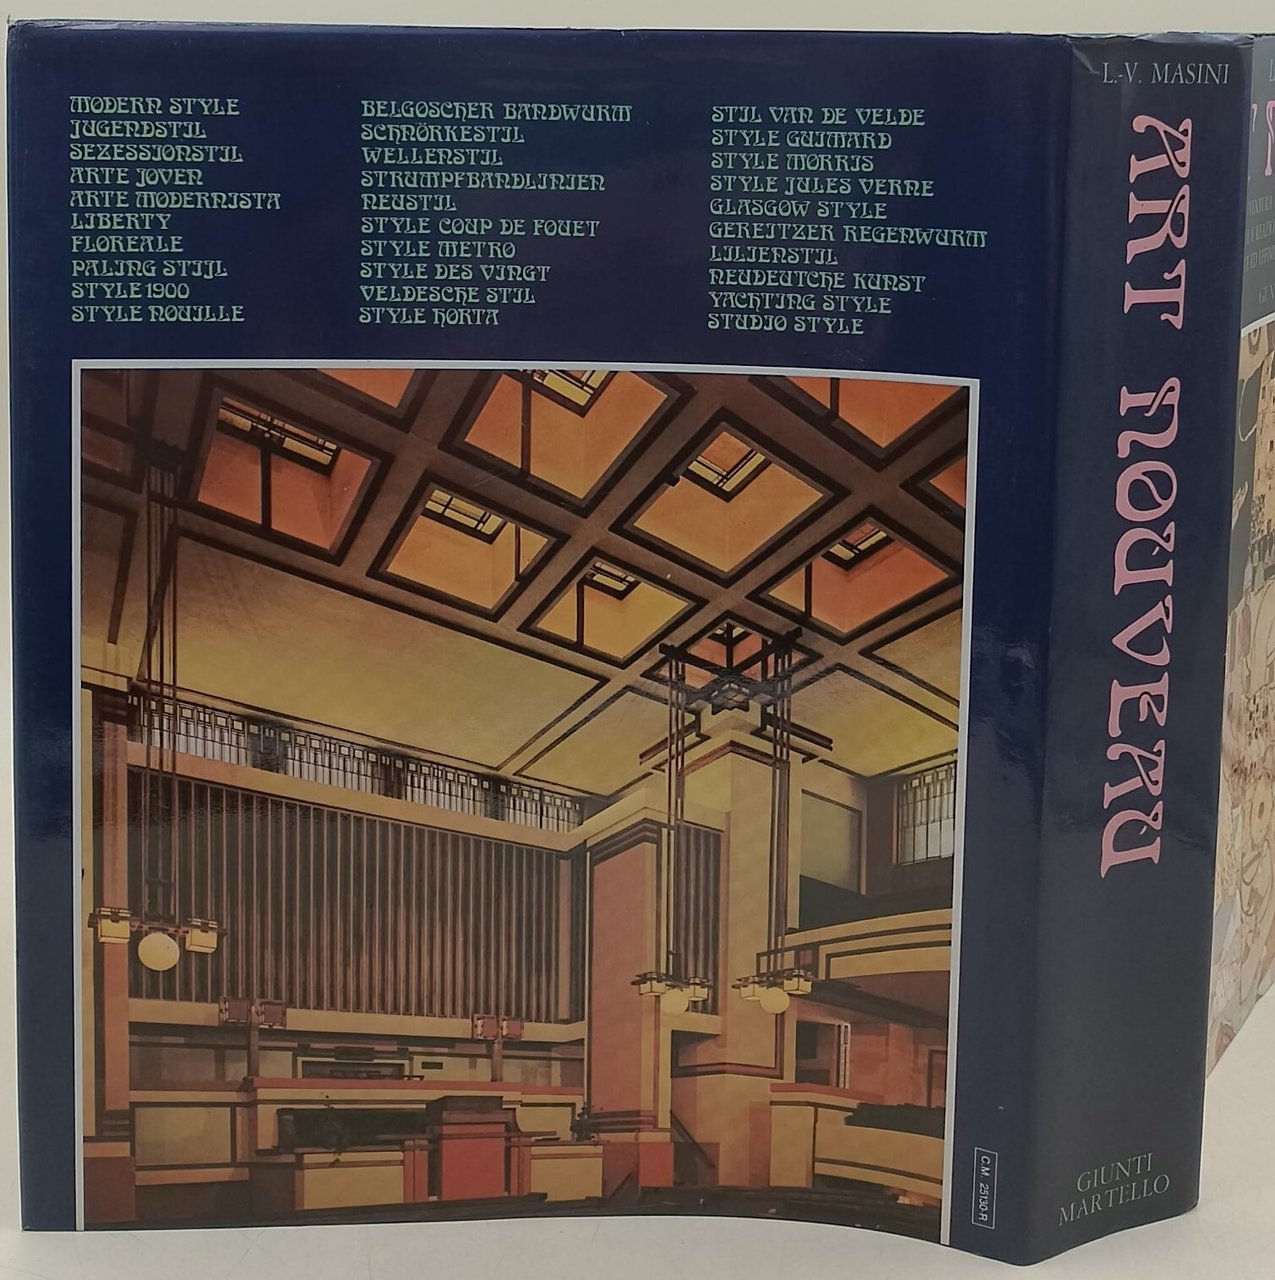 MODERN STYLE
JUGENDSTIL
SEZESSIONSTIL
ARTE JOVEN
ARTE MODERNISTA
LIBERTY
FLOREALE
PALING STIJL
STYLE 1900
STYLE NOUILLE
BELGOSCHER BANDWURM
SCHNÖRKESTIL
WELLENSTIL
STRUMPFBANDLINIEN
NEUSTIL
STYLE COUP DE FOUET
STYLE METRO
STYLE DES VINGT
VELDESCHE STIL
STYLE HORTA
STIL VAN DE VELDE
STYLE GUIMARD
STYLE MORRIS
STYLE JULES VERNE
GLASGOW STYLE
GEREITZER REGENWURM
LILIENSTIL
NEUDEUTCHE KUNST
YACHTING STYLE
STUDIO STYLE
C.M. 25130-R
L.-V. MASINI
ART NOUVEAU
GIUNTI
MARTELLO